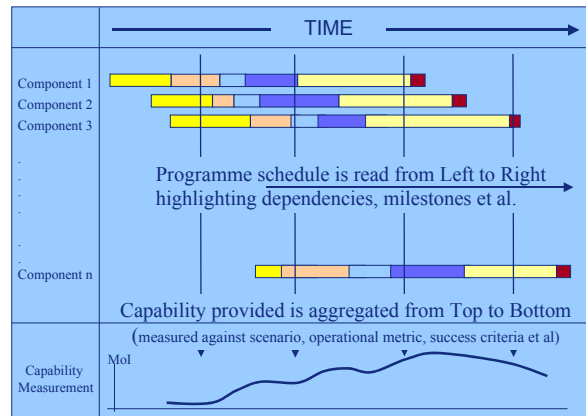 TIME
Component 1
Component 2
Component 3
.
.
.
.
Programme schedule is read from Left to Right
highlighting dependencies, milestones et al.
.
.
Component n
Capability provided is aggregated from Top to Bottom
(measured against scenario, operational metric, success criteria et al)
Capability
Measurement
MoI